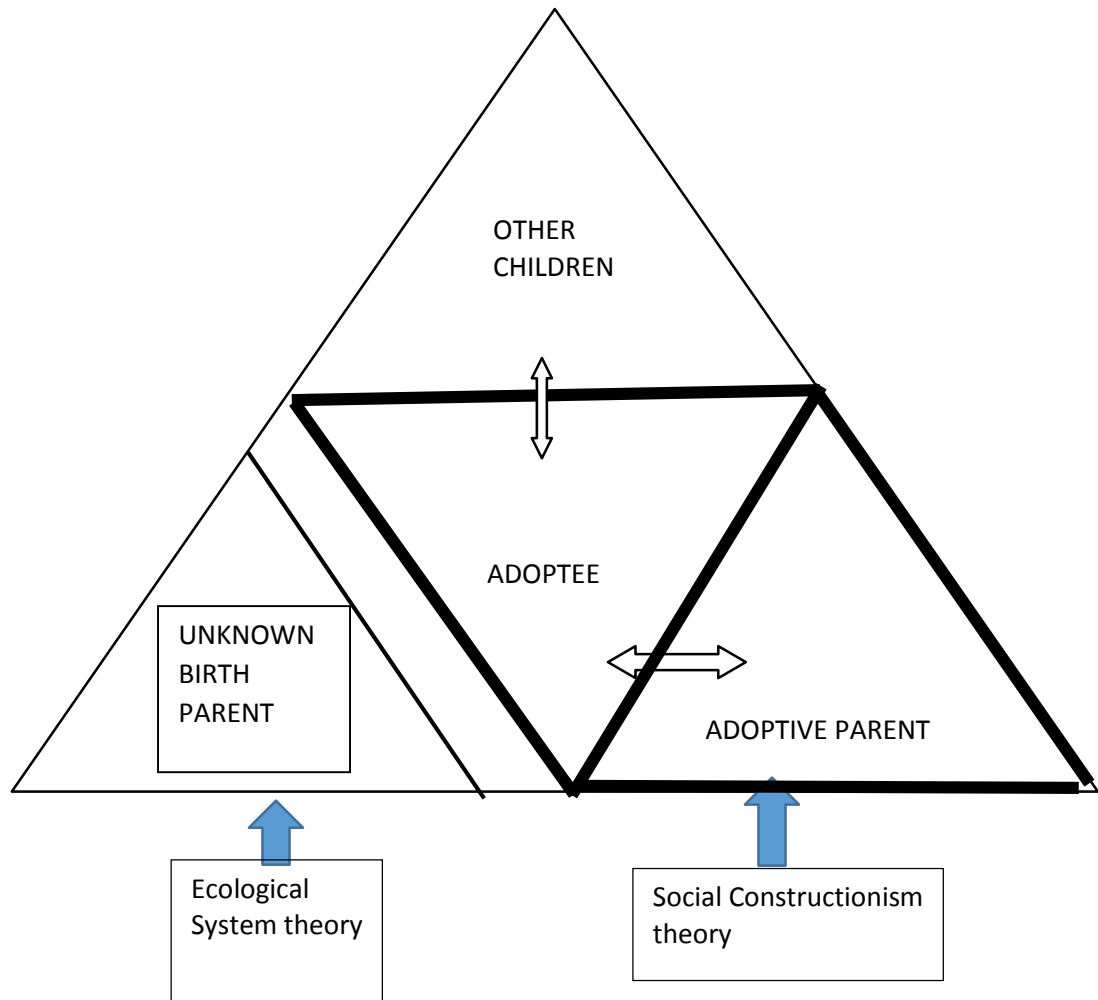 OTHER
CHILDREN
ADOPTEE
UNKNOWN
BIRTH
PARENT
ADOPTIVE PARENT
Ecological
System theory
Social Constructionism
theory